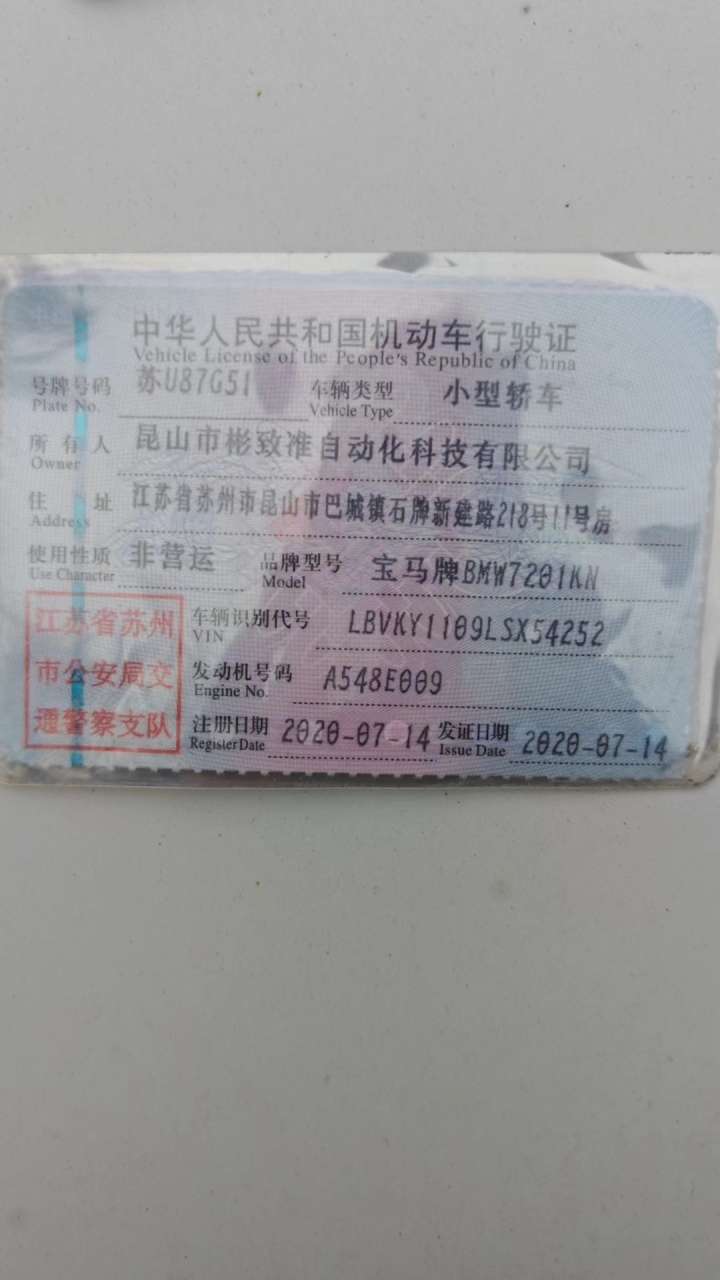 中华人民共和国机动车行驶证
Vehicle License of the People's Republic of China
号牌号码 苏U87G51 车辆类型 小型轿车
Plate No. Vehicle Type
所有人 昆山市彬致准自动化科技有限公司
Owner
住址 江苏省苏州市昆山市巴城镇石牌新建路218号11号房
Address
使用性质 非营运 品牌型号 宝马牌BMW7201KN
Use Character Model
江苏省苏州 车辆识别代号 LBVKY1109LSX54252
VIN
市公安局交 发动机号码 A548E009
Engine No.
通警察支队 注册日期 2020-07-14 发证日期 2020-07-14
Register Date Issue Date